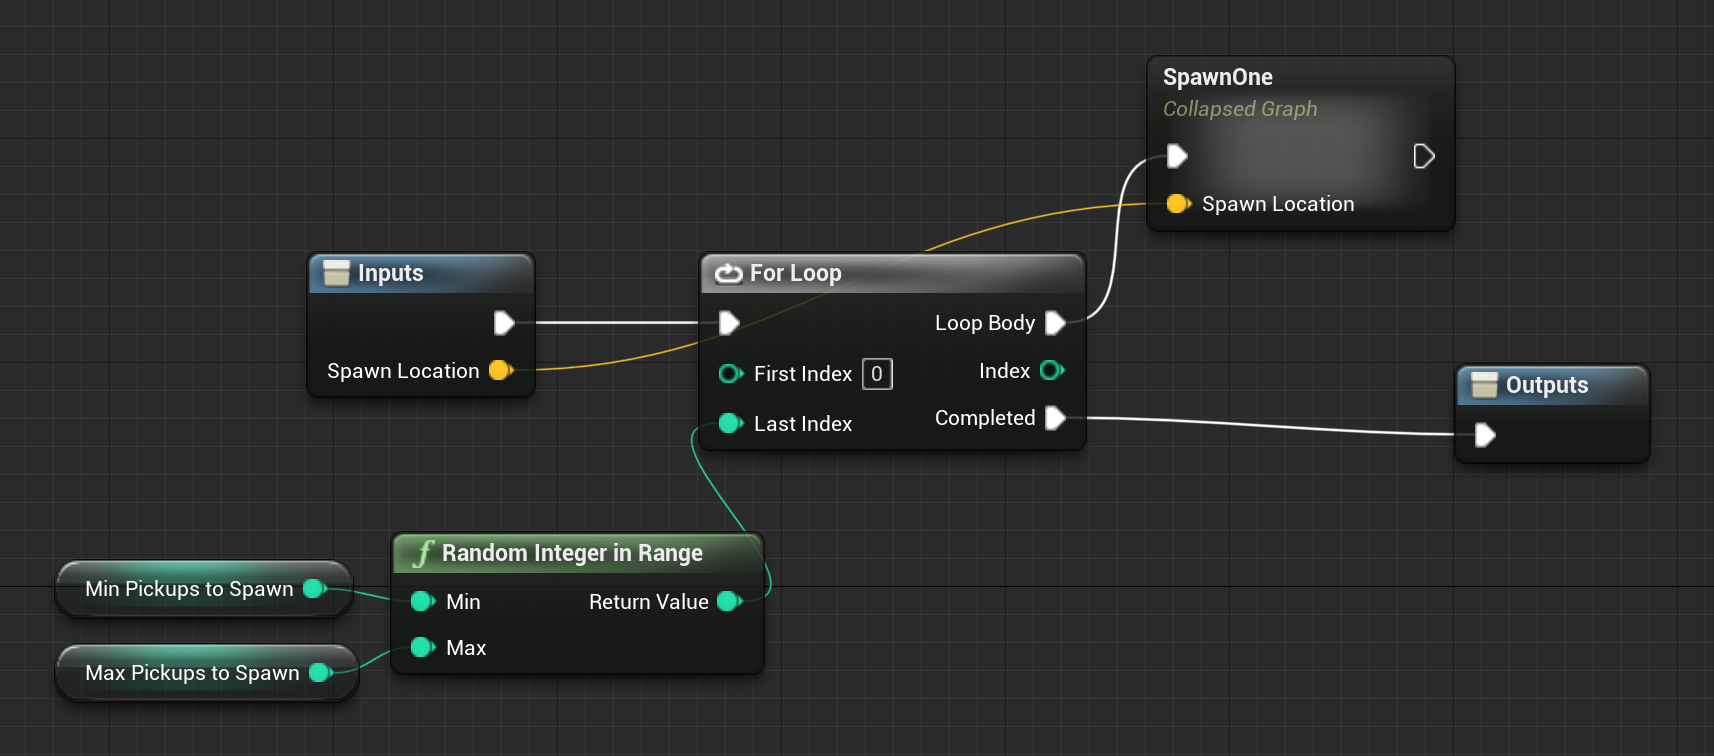 SpawnOne
Collapsed Graph
Spawn Location
Inputs
Spawn Location
For Loop
Loop Body
First Index 0
Index
Last Index
Completed
Outputs
Random Integer in Range
Min Pickups to Spawn
Min
Return Value
Max
Max Pickups to Spawn